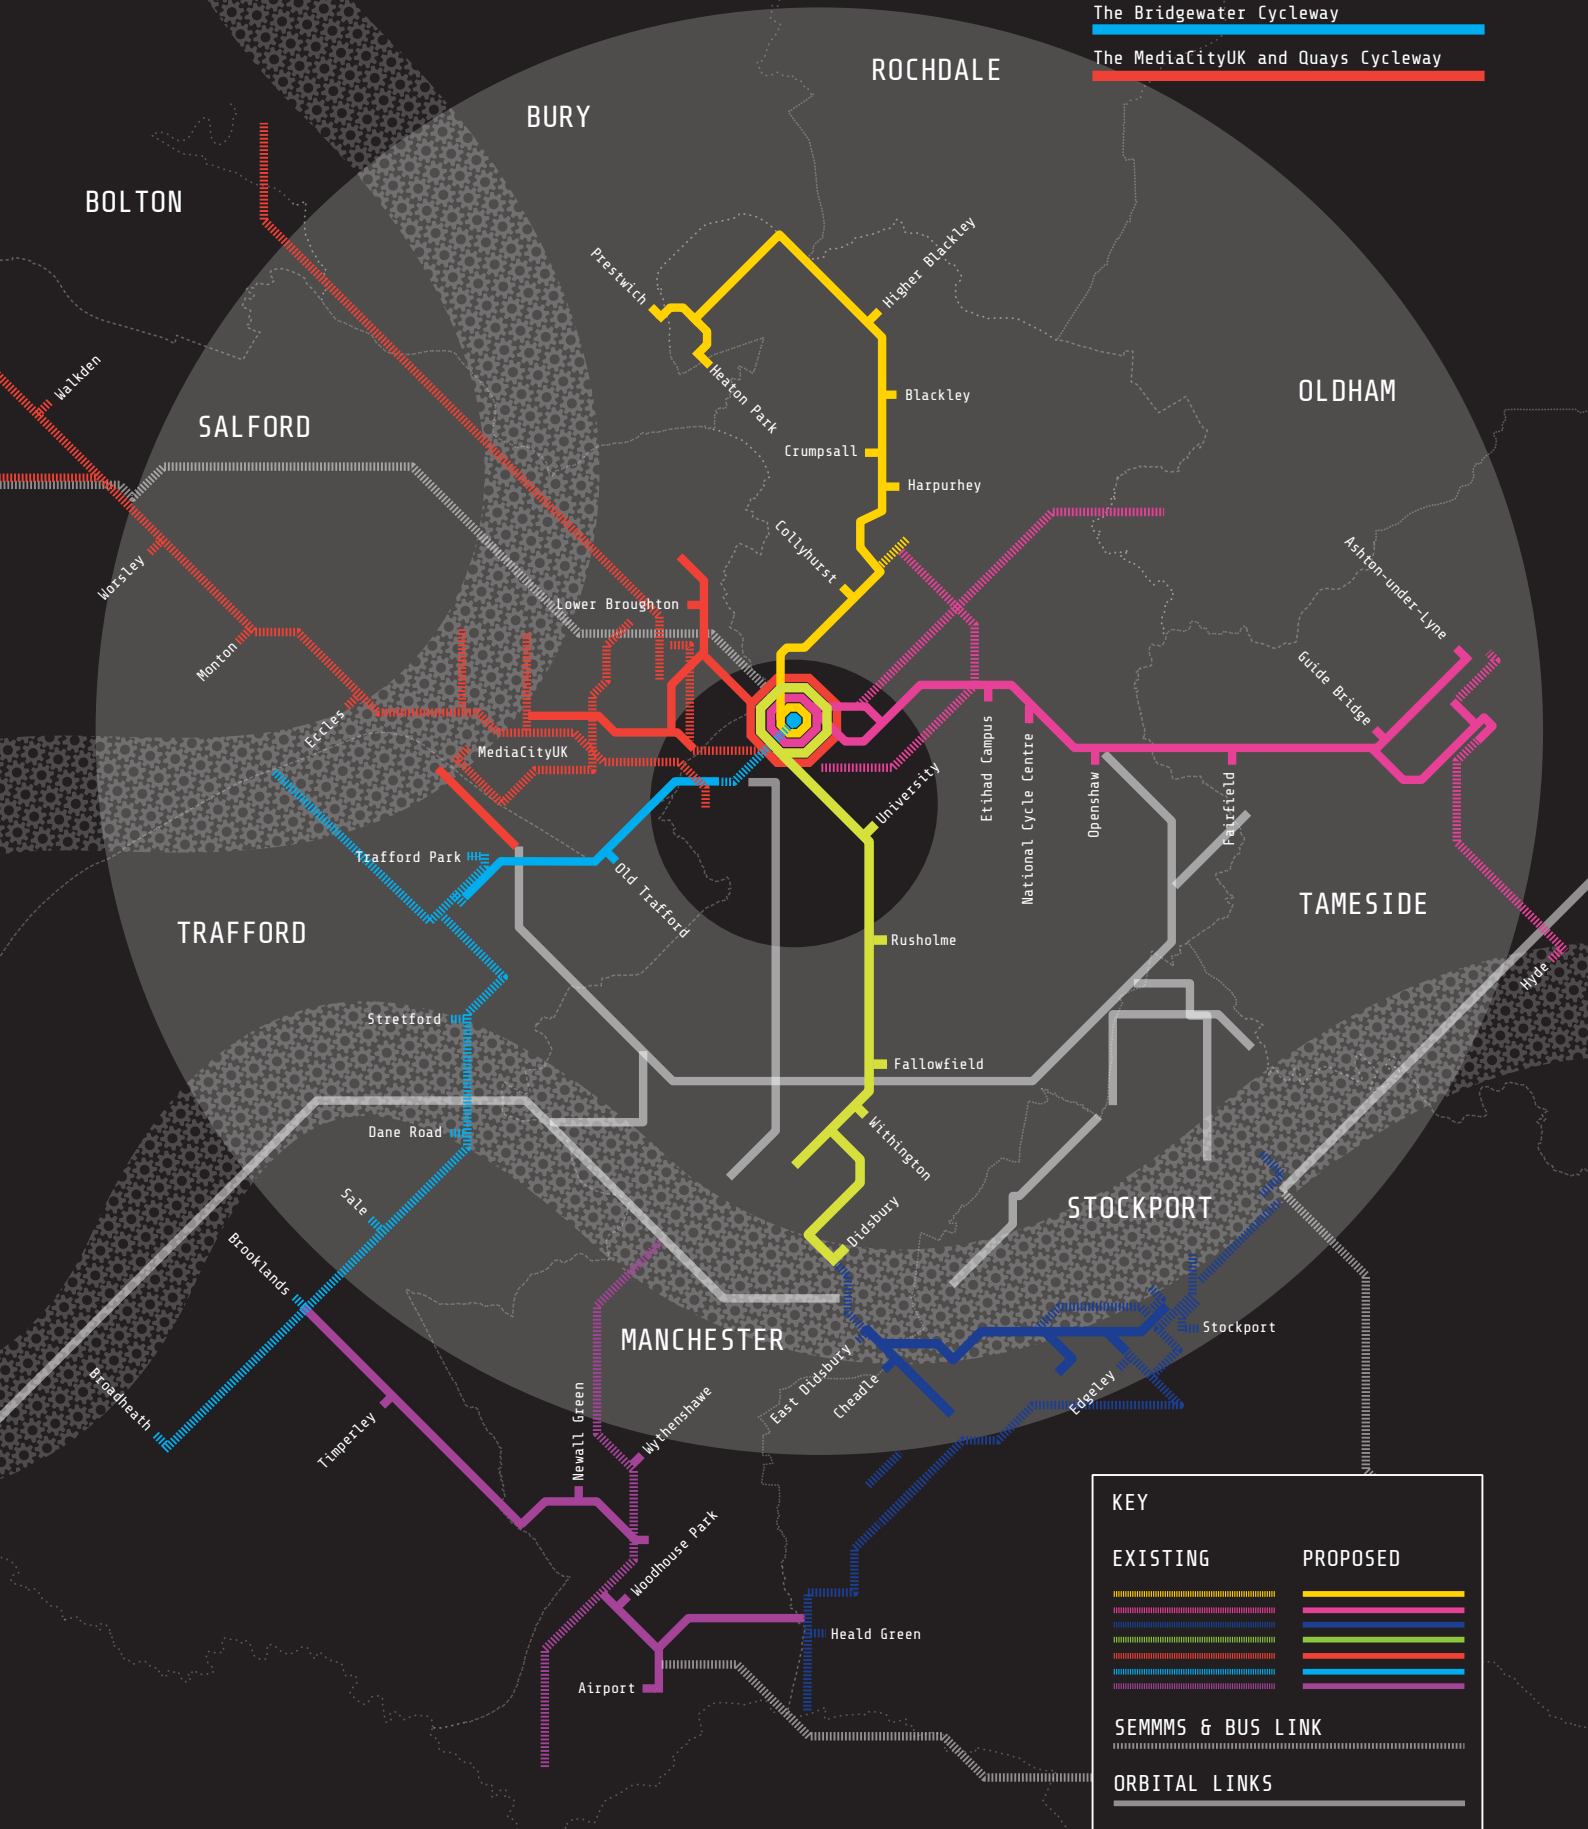 The Bridgewater Cycleway
The MediaCityUK and Quays Cycleway
ROCHDALE
BURY
BOLTON
Prestwich
Higher Blackley
Heaton Park
Blackley
OLDHAM
Walkden
SALFORD
Crumpsall
Harpurhey
Collyhurst
Worsley
Lower Broughton
Ashton-under-Lyne
Guide Bridge
Monton
Eccles
MediaCityUK
Etihad Campus
National Cycle Centre
Openshaw
Fairfield
University
Trafford Park
Old Trafford
TRAFFORD
Rusholme
TAMESIDE
Hyde
Stretford
Fallowfield
Dane Road
Withington
Sale
Brooklands
Didsbury
STOCKPORT
MANCHESTER
Stockport
East Didsbury
Cheadle
Edgeley
Broadheath
Timperley
Newall Green
Wythenshawe
Woodhouse Park
Heald Green
Airport
KEY
EXISTING
PROPOSED
SEMMMS & BUS LINK
ORBITAL LINKS